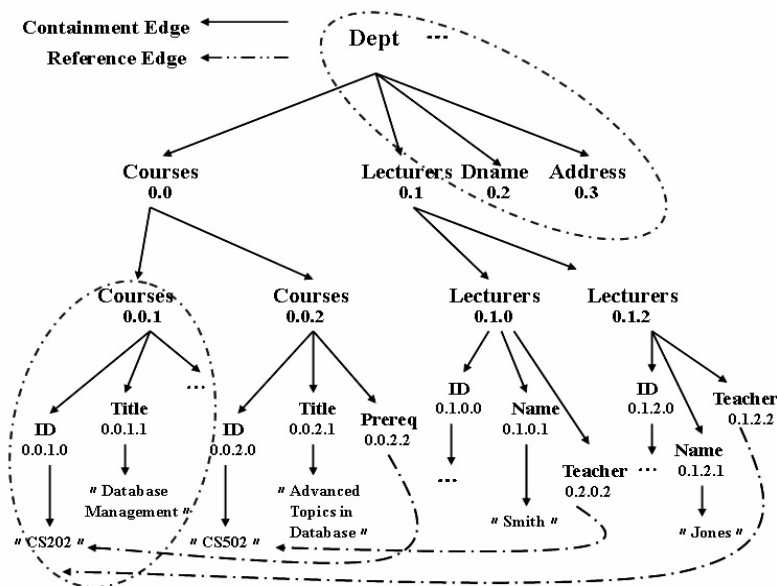 Containment Edge
Reference Edge
Dept ...
Courses Lecturers Dname Address
0.0 0.1 0.2 0.3
Courses Courses Lecturers Lecturers
0.0.1 0.0.2 0.1.0 0.1.2
...
ID Title ID Title Prereq ID Name ID Teacher
0.0.1.0 0.0.1.1 0.0.2.0 0.0.2.1 0.0.2.2 0.1.0.0 0.1.0.1 0.1.2.0 0.1.2.2
Name
0.1.2.1
Teacher
0.2.0.2
... ...
" Database
Management "
" Advanced
Topics in
Database "
" CS202 " " CS502 " " Smith " " Jones "